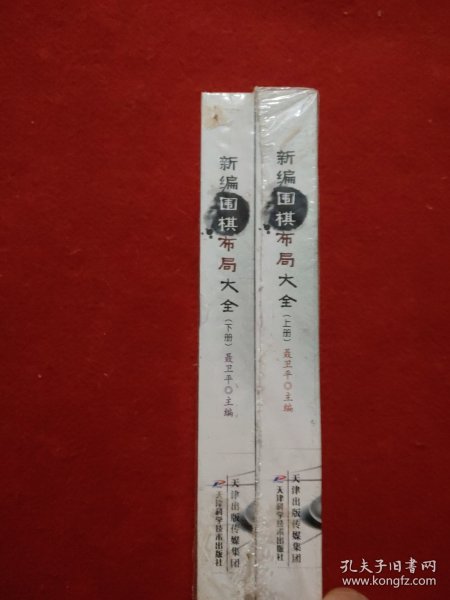 新编围棋布局大全（下册）聂卫平◎主编
天津出版传媒集团
天津科学技术出版社
新编围棋布局大全（上册）聂卫平◎主编
天津出版传媒集团
天津科学技术出版社
孔夫子旧书网
www.kongfz.com